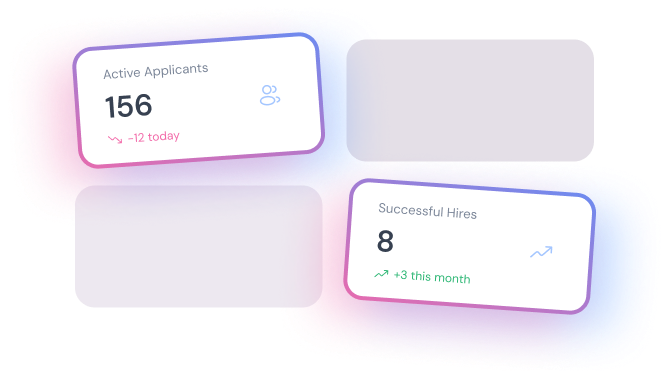 Active Applicants
156
-12 today
Successful Hires
8
+3 this month